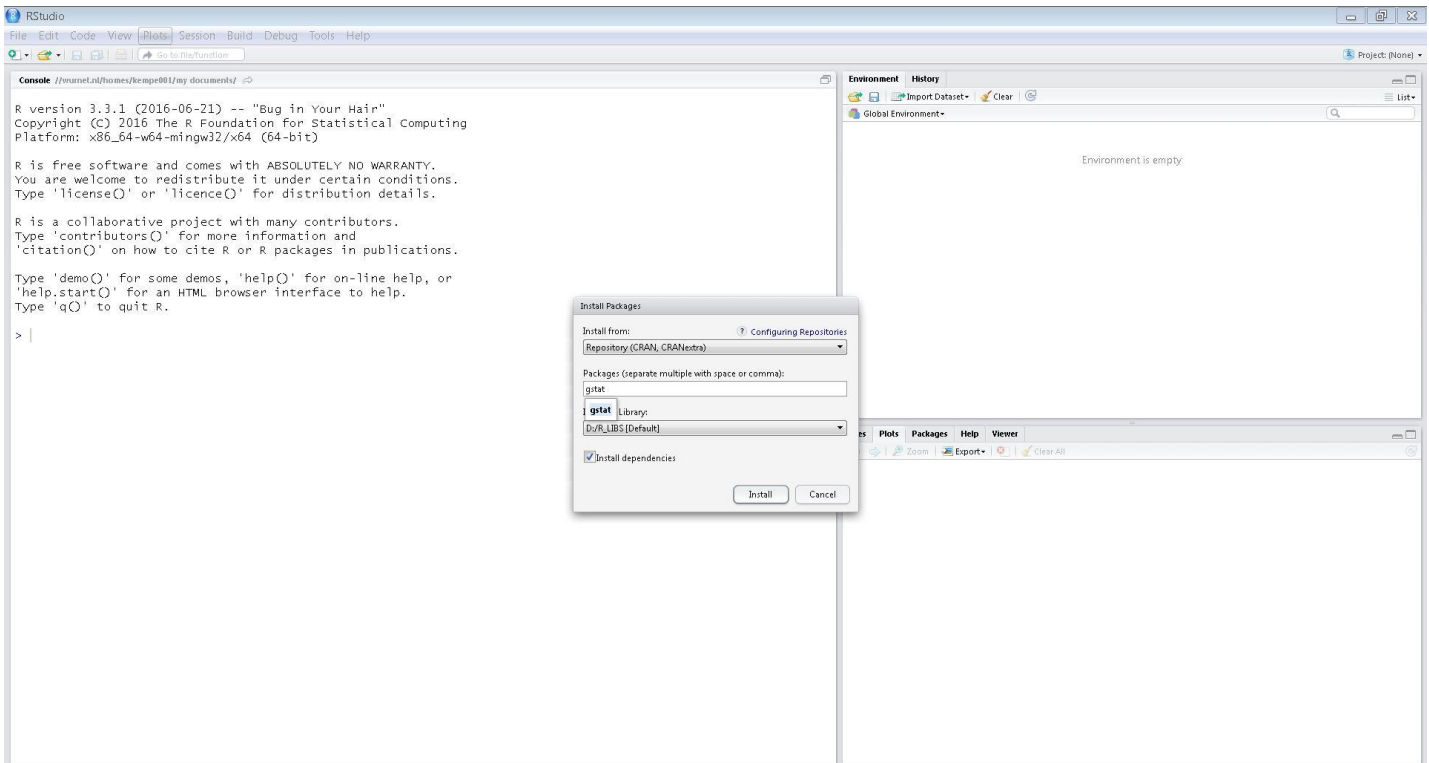 RStudio
File Edit Code View Plots Session Build Debug Tools Help
Go to file/function
Project: (None)
Console //wurnet.nl/homes/kempe001/my documents/
R version 3.3.1 (2016-06-21) -- "Bug in Your Hair"
Copyright (C) 2016 The R Foundation for Statistical Computing
Platform: x86_64-w64-mingw32/x64 (64-bit)
R is free software and comes with ABSOLUTELY NO WARRANTY.
You are welcome to redistribute it under certain conditions.
Type 'license()' or 'licence()' for distribution details.
R is a collaborative project with many contributors.
Type 'contributors()' for more information and
'citation()' on how to cite R or R packages in publications.
Type 'demo()' for some demos, 'help()' for on-line help, or
'help.start()' for an HTML browser interface to help.
Type 'q()' to quit R.
>
Environment History
Import Dataset Clear
List
Global Environment
Environment is empty
Install Packages
Install from:
? Configuring Repositories
Repository (CRAN, CRANextra)
Packages (separate multiple with space or comma):
gstat
gstat
Library:
D:/R_LIBS [Default]
Install dependencies
Install Cancel
es Plots Packages Help Viewer
Zoom Export Clear All